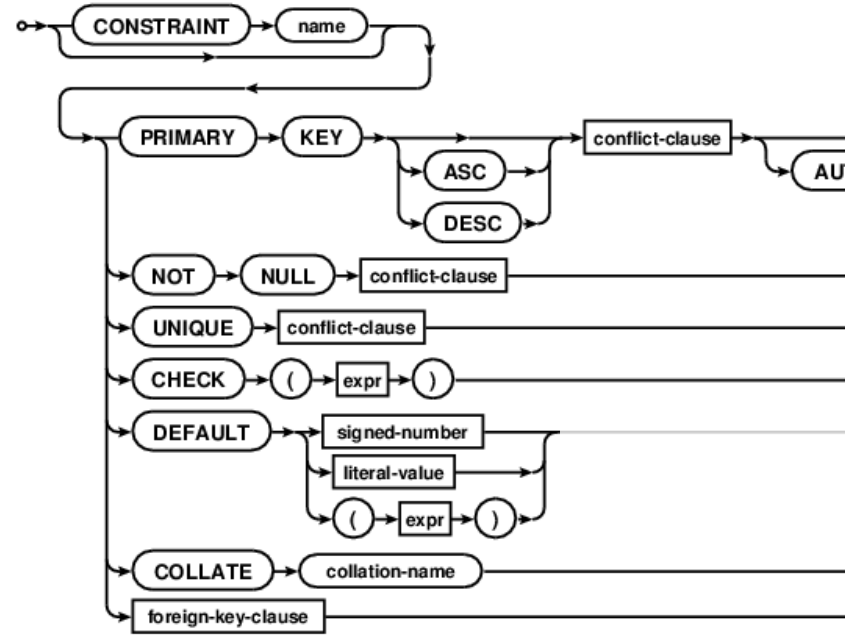 CONSTRAINT name
PRIMARY KEY conflict-clause AU
ASC
DESC
NOT NULL conflict-clause
UNIQUE conflict-clause
CHECK ( expr )
DEFAULT signed-number
literal-value
( expr )
COLLATE collation-name
foreign-key-clause